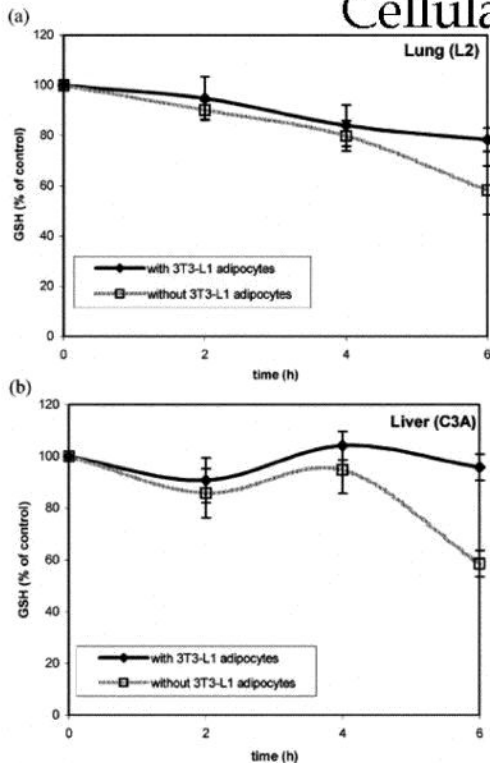 Cellula
(a)
120
Lung (L2)
100
80
60
40
20
0
GSH (% of control)
with 3T3-L1 adipocytes
without 3T3-L1 adipocytes
0 2 4 6
time (h)
(b)
120
Liver (C3A)
100
80
60
40
20
0
GSH (% of control)
with 3T3-L1 adipocytes
without 3T3-L1 adipocytes
0 2 4 6
time (h)